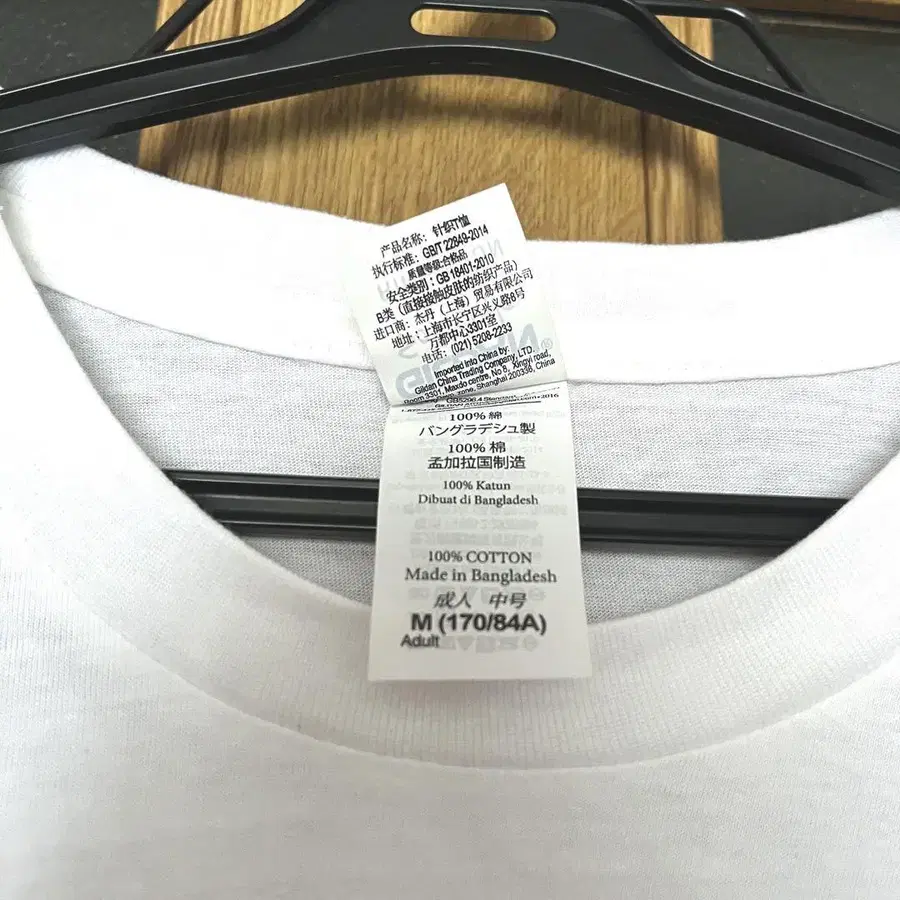 产品名称: 针织T恤
执行标准: GB/T 22849-2014
质量等级:合格品
安全类别: GB 18401-2010
B类 (直接接触皮肤的纺织产品)
进口商: 杰丹 (上海) 贸易有限公司
地址: 上海市长宁区兴义路8号
万都中心3301室
电话: (021) 5208-2233
Imported into China by:
Gildan China Trading Company, LTD.
Room 3301, Maxdo centre, No 8, Xingyi road,
zone, Shanghai 200336, China
100% 綿
バングラデシュ製
100% 棉
孟加拉国制造
100% Katun
Dibuat di Bangladesh
100% COTTON
Made in Bangladesh
成人 中号
M (170/84A)
Adult